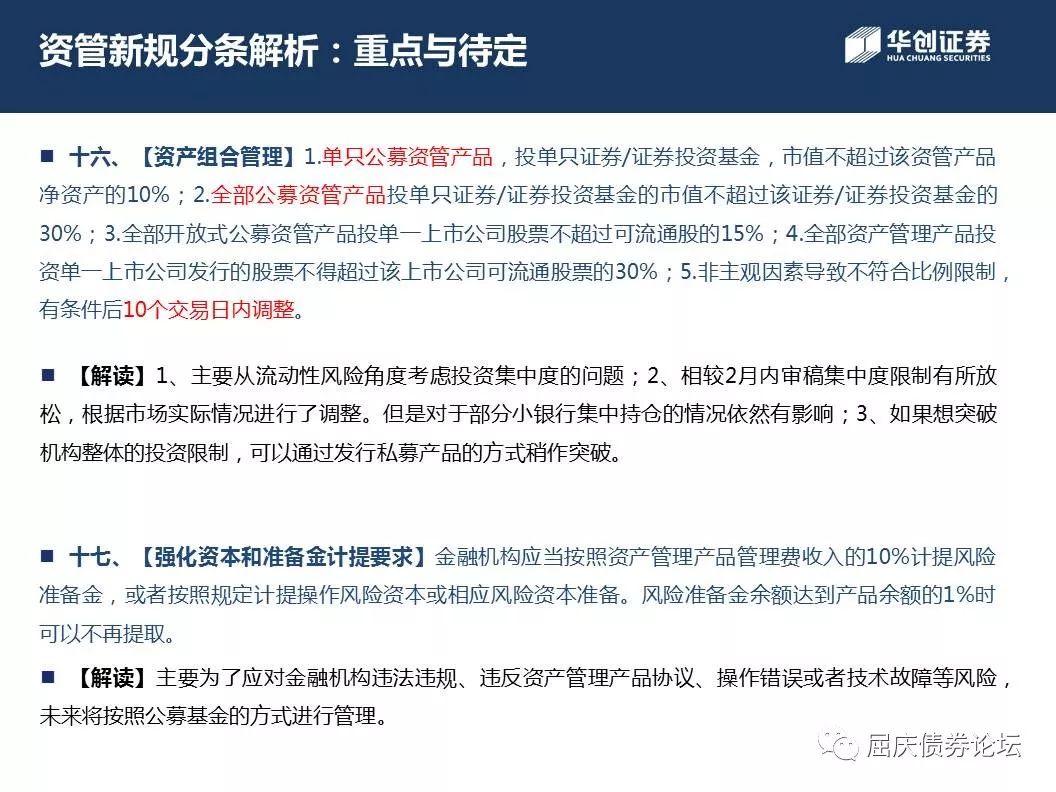 资管新规分条解析：重点与待定
华创证券
HUA CHUANG SECURITIES
■ 十六、【资产组合管理】1.单只公募资管产品，投单只证券/证券投资基金，市值不超过该资管产品
净资产的10%；2.全部公募资管产品投单只证券/证券投资基金的市值不超过该证券/证券投资基金的
30%；3.全部开放式公募资管产品投单一上市公司股票不超过可流通股的15%；4.全部资产管理产品投
资单一上市公司发行的股票不得超过该上市公司可流通股票的30%；5.非主观因素导致不符合比例限制，
有条件后10个交易日内调整。
■ 【解读】1、主要从流动性风险角度考虑投资集中度的问题；2、相较2月内审稿集中度限制有所放
松，根据市场实际情况进行了调整。但是对于部分小银行集中持仓的情况依然有影响；3、如果想突破
机构整体的投资限制，可以通过发行私募产品的方式稍作突破。
■ 十七、【强化资本和准备金计提要求】金融机构应当按照资产管理产品管理费收入的10%计提风险
准备金，或者按照规定计提操作风险资本或相应风险资本准备。风险准备金余额达到产品余额的1%时
可以不再提取。
■ 【解读】主要为了应对金融机构违法违规、违反资产管理产品协议、操作错误或者技术故障等风险，
未来将按照公募基金的方式进行管理。
屈庆债券论坛